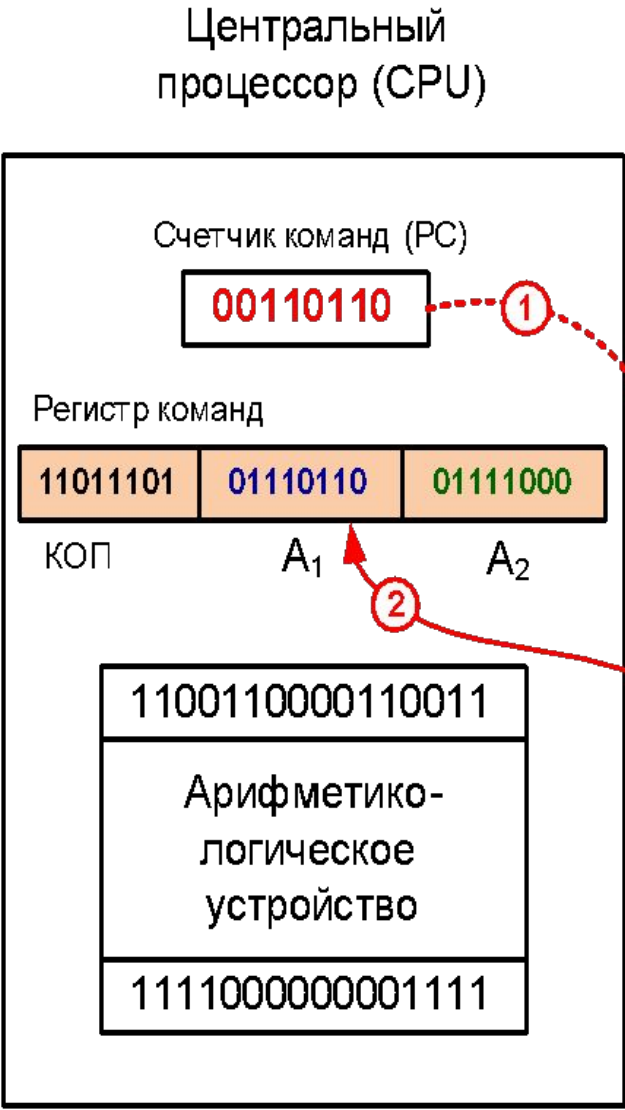 Центральный
процессор (CPU)
Счетчик команд (PC)
00110110
1
Регистр команд
11011101 01110110 01111000
КОП A₁ A₂
2
1100110000110011
Арифметико-
логическое
устройство
1111000000001111